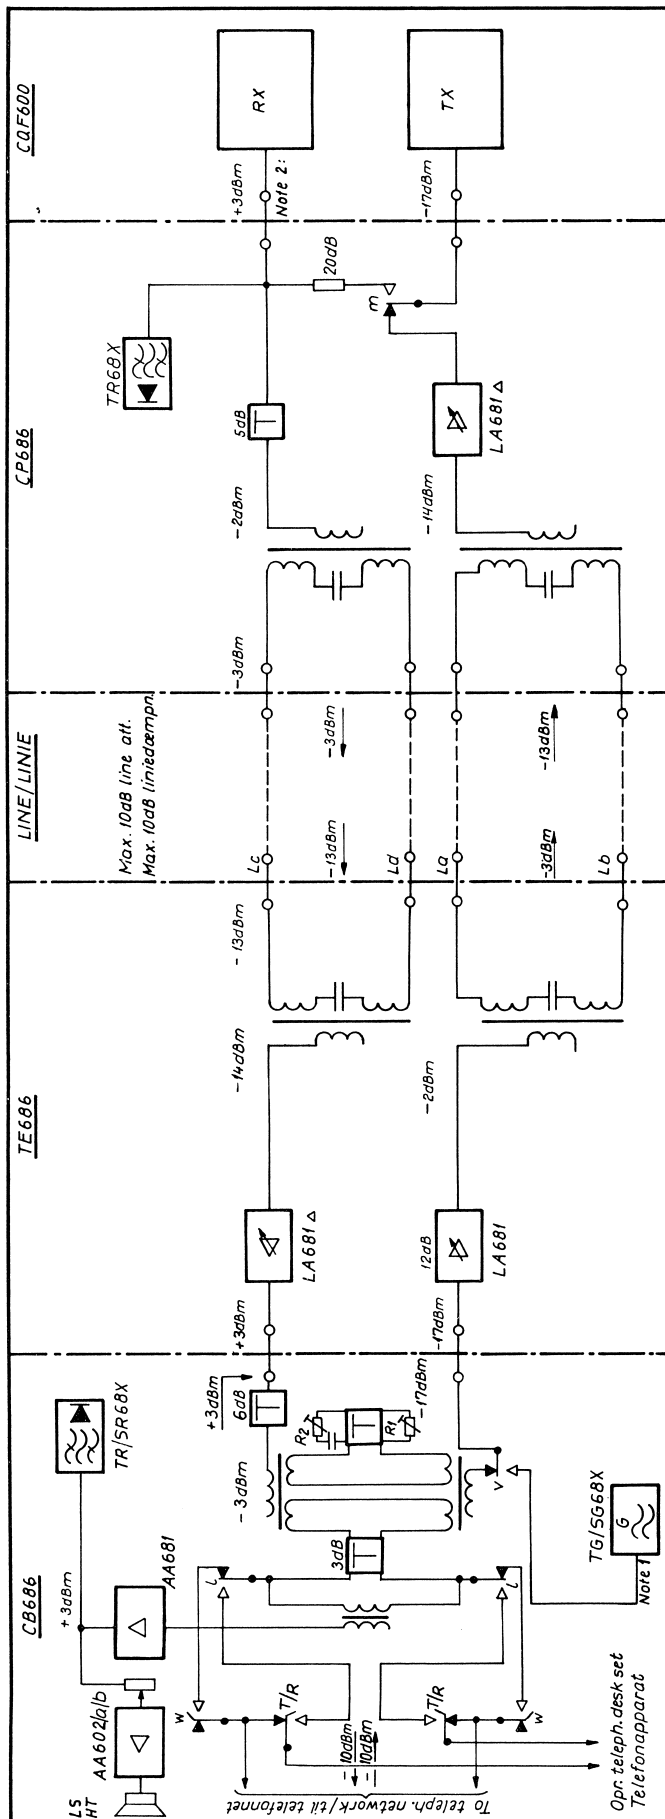 CB686
TE686
LINE/LINIE
CP686
CQF600
LS
HT
AA602/a/b
+3dBm
TR/SR68X
AA681
w
T/R
l
3dB
-3dBm
R2
R1
6dB
+3dBm
-17dBm
v
TG/SG68X
G
Note 1
-10dBm
-10dBm
T/R
w
l
To teleph. network/til telefonnet
Opr. teleph. desk set
Telefonapparat
+3dBm
LA681 Δ
-14dBm
-13dBm
-17dBm
12dB
LA681
-2dBm
Max. 10dB line att.
Max. 10dB liniedæmpn.
Lc
-13dBm
-3dBm
Ld
La
-3dBm
-13dBm
Lb
-3dBm
-2dBm
5dB
TR68X
20dB
m
-14dBm
LA681 Δ
+3dBm
Note 2:
RX
-17dBm
TX